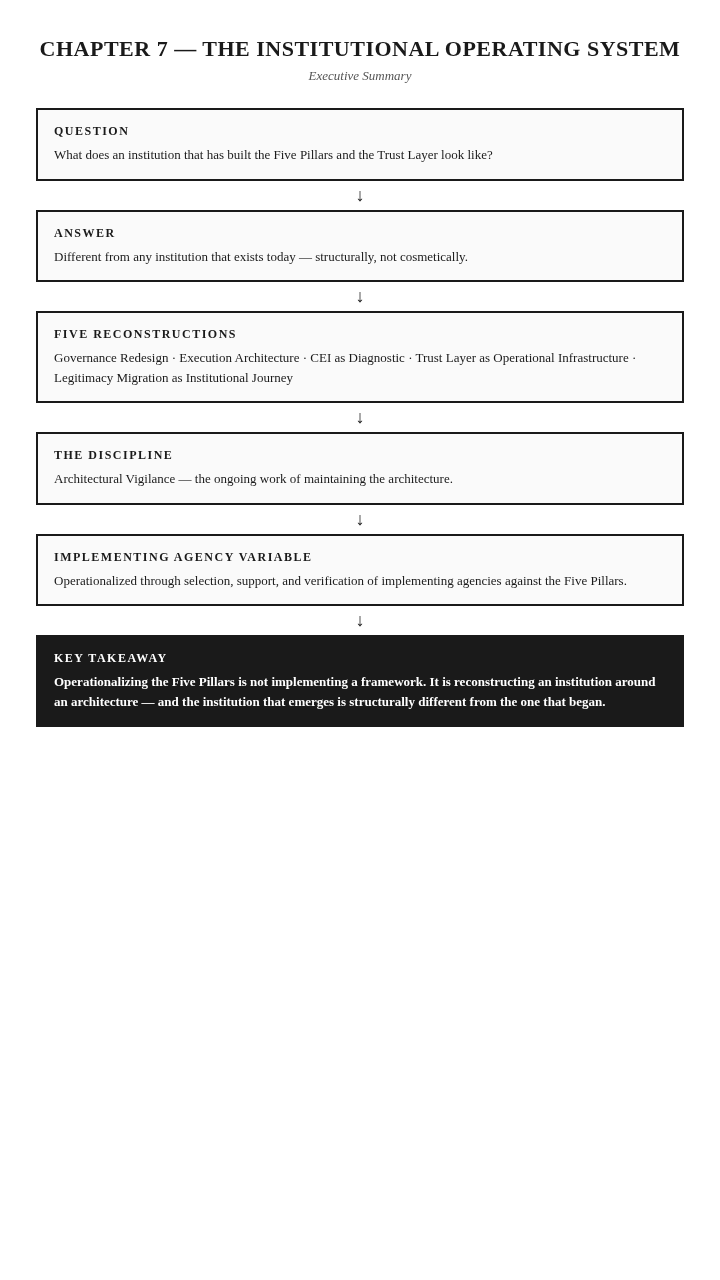 CHAPTER 7 — THE INSTITUTIONAL OPERATING SYSTEM
Executive Summary
QUESTION
What does an institution that has built the Five Pillars and the Trust Layer look like?
↓
ANSWER
Different from any institution that exists today — structurally, not cosmetically.
↓
FIVE RECONSTRUCTIONS
Governance Redesign · Execution Architecture · CEI as Diagnostic · Trust Layer as Operational Infrastructure ·
Legitimacy Migration as Institutional Journey
↓
THE DISCIPLINE
Architectural Vigilance — the ongoing work of maintaining the architecture.
↓
IMPLEMENTING AGENCY VARIABLE
Operationalized through selection, support, and verification of implementing agencies against the Five Pillars.
↓
KEY TAKEAWAY
Operationalizing the Five Pillars is not implementing a framework. It is reconstructing an institution around
an architecture — and the institution that emerges is structurally different from the one that began.